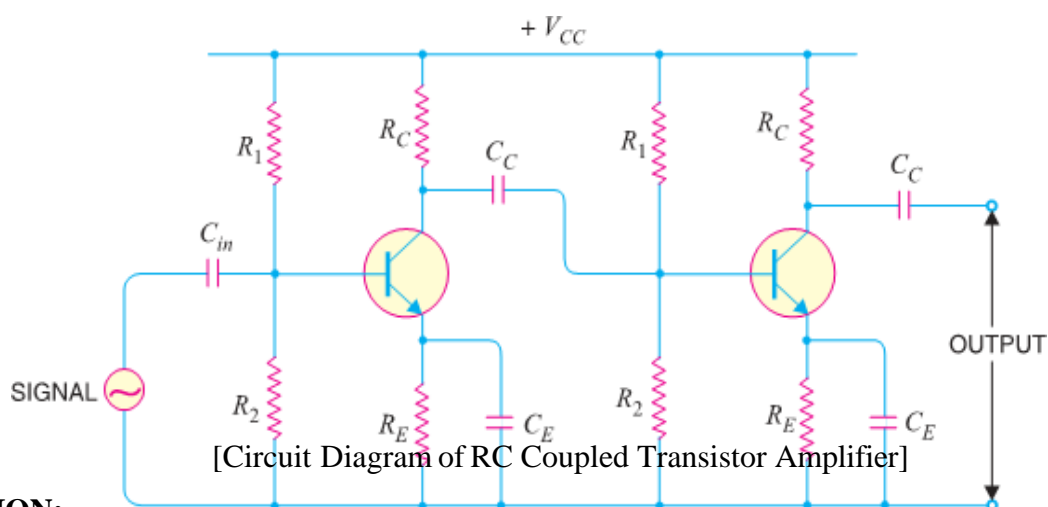 + V_CC
R_1
R_C
C_C
R_1
R_C
C_C
C_in
OUTPUT
SIGNAL
R_2
R_E
C_E
R_2
R_E
C_E
[Circuit Diagram of RC Coupled Transistor Amplifier]